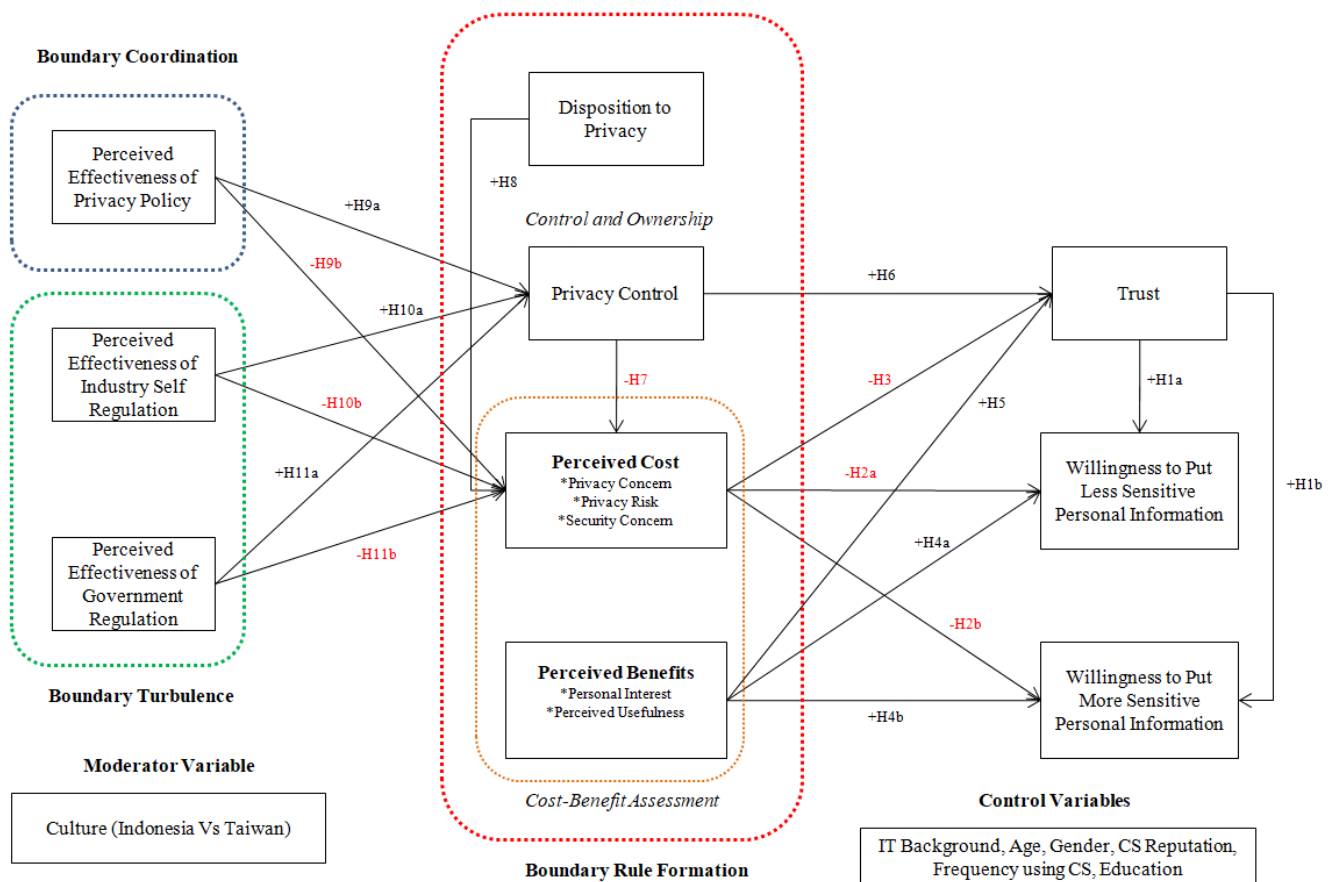 Boundary Coordination
Perceived
Effectiveness of
Privacy Policy
Perceived
Effectiveness of
Industry Self
Regulation
Perceived
Effectiveness of
Government
Regulation
Boundary Turbulence
Moderator Variable
Culture (Indonesia Vs Taiwan)
+H9a
-H9b
+H10a
-H10b
+H11a
-H11b
Disposition to
Privacy
+H8
Control and Ownership
Privacy Control
-H7
Perceived Cost
*Privacy Concern
*Privacy Risk
*Security Concern
Perceived Benefits
*Personal Interest
*Perceived Usefulness
Cost-Benefit Assessment
Boundary Rule Formation
+H6
-H3
+H5
-H2a
+H4a
-H2b
+H4b
Trust
+H1a
+H1b
Willingness to Put
Less Sensitive
Personal Information
Willingness to Put
More Sensitive
Personal Information
Control Variables
IT Background, Age, Gender, CS Reputation,
Frequency using CS, Education